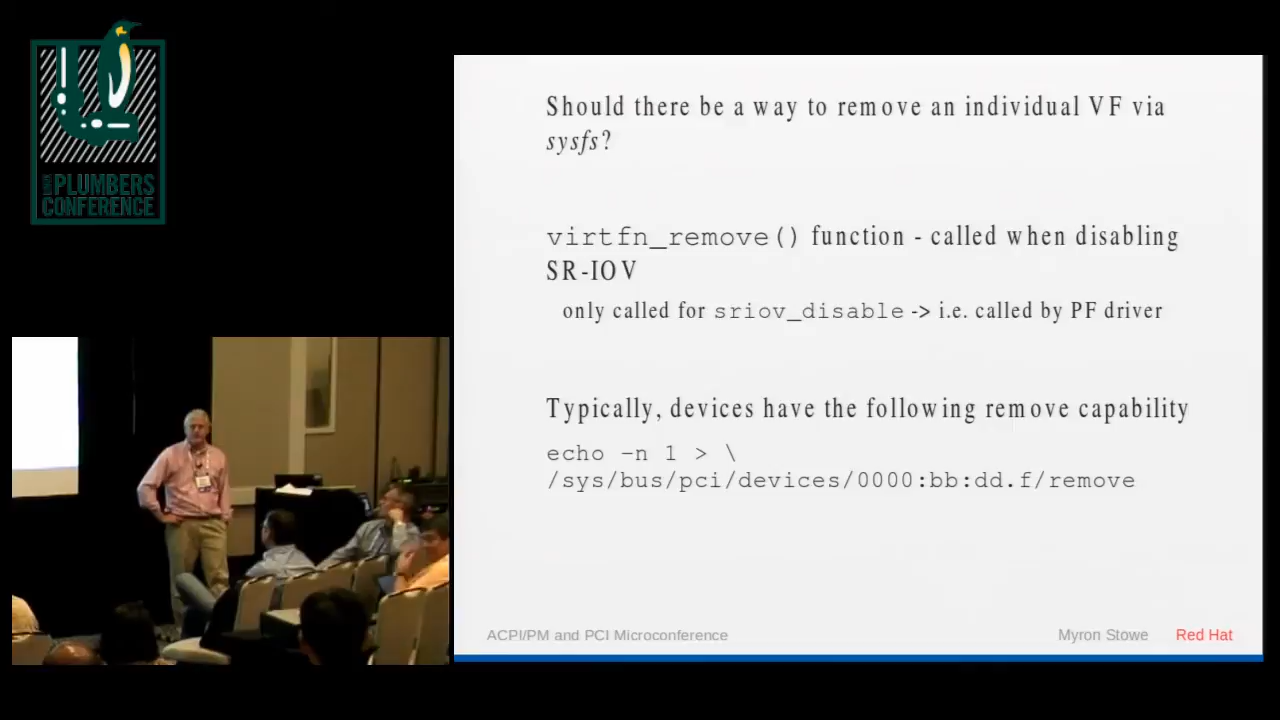 LINUX PLUMBERS
CONFERENCE
Should there be a way to remove an individual VF via
sysfs?
virtfn_remove() function - called when disabling
SR-IOV
only called for sriov_disable -> i.e. called by PF driver
Typically, devices have the following remove capability
echo -n 1 > \
/sys/bus/pci/devices/0000:bb:dd.f/remove
ACPI/PM and PCI Microconference Myron Stowe Red Hat